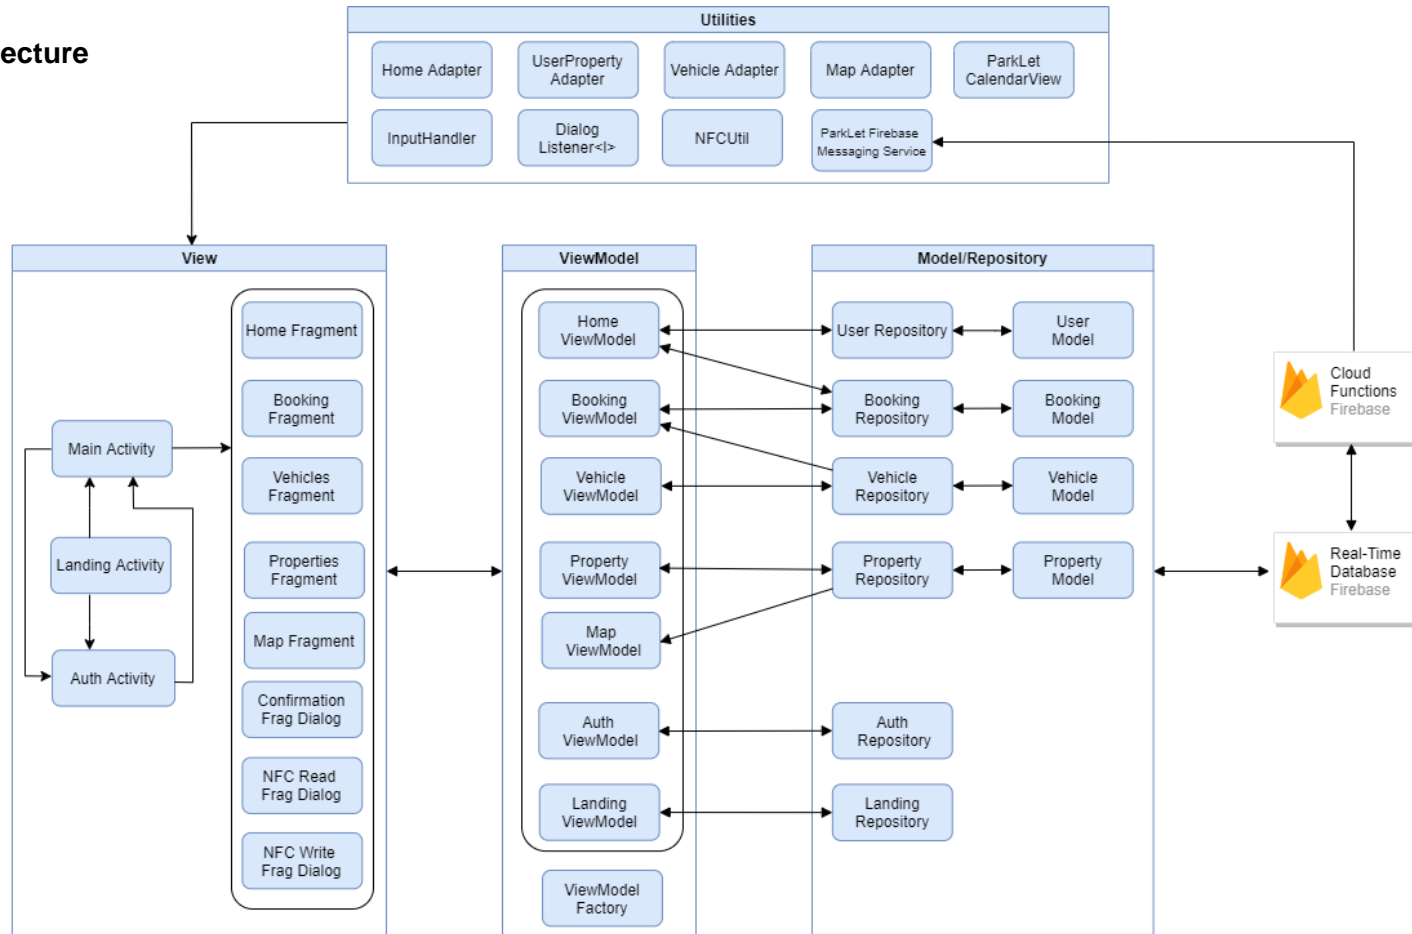 ecture
Utilities
Home Adapter
UserProperty
Adapter
Vehicle Adapter
Map Adapter
ParkLet
CalendarView
InputHandler
Dialog
Listener<I>
NFCUtil
ParkLet Firebase
Messaging Service
View
Main Activity
Landing Activity
Auth Activity
Home Fragment
Booking
Fragment
Vehicles
Fragment
Properties
Fragment
Map Fragment
Confirmation
Frag Dialog
NFC Read
Frag Dialog
NFC Write
Frag Dialog
ViewModel
Home
ViewModel
Booking
ViewModel
Vehicle
ViewModel
Property
ViewModel
Map
ViewModel
Auth
ViewModel
Landing
ViewModel
ViewModel
Factory
Model/Repository
User Repository
User
Model
Booking
Repository
Booking
Model
Vehicle
Repository
Vehicle
Model
Property
Repository
Property
Model
Auth
Repository
Landing
Repository
Cloud
Functions
Firebase
Real-Time
Database
Firebase